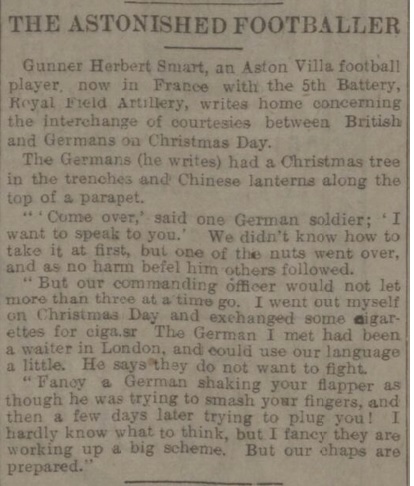 THE ASTONISHED FOOTBALLER
Gunner Herbert Smart, an Aston Villa football
player, now in France with the 5th Battery,
Royal Field Artillery, writes home concerning
the interchange of courtesies between British
and Germans on Christmas Day.
The Germans (he writes) had a Christmas tree
in the trenches and Chinese lanterns along the
top of a parapet.
"'Come over,' said one German soldier; 'I
want to speak to you.' We didn't know how to
take it at first, but one of the nuts went over,
and as no harm befel him others followed.
"But our commanding officer would not let
more than three at a time go. I went out myself
on Christmas Day and exchanged some cigar-
ettes for ciga.sr The German I met had been
a waiter in London, and could use our language
a little. He says they do not want to fight.
"Fancy a German shaking your flapper as
though he was trying to smash your fingers, and
then a few days later trying to plug you! I
hardly know what to think, but I fancy they are
working up a big scheme. But our chaps are
prepared."